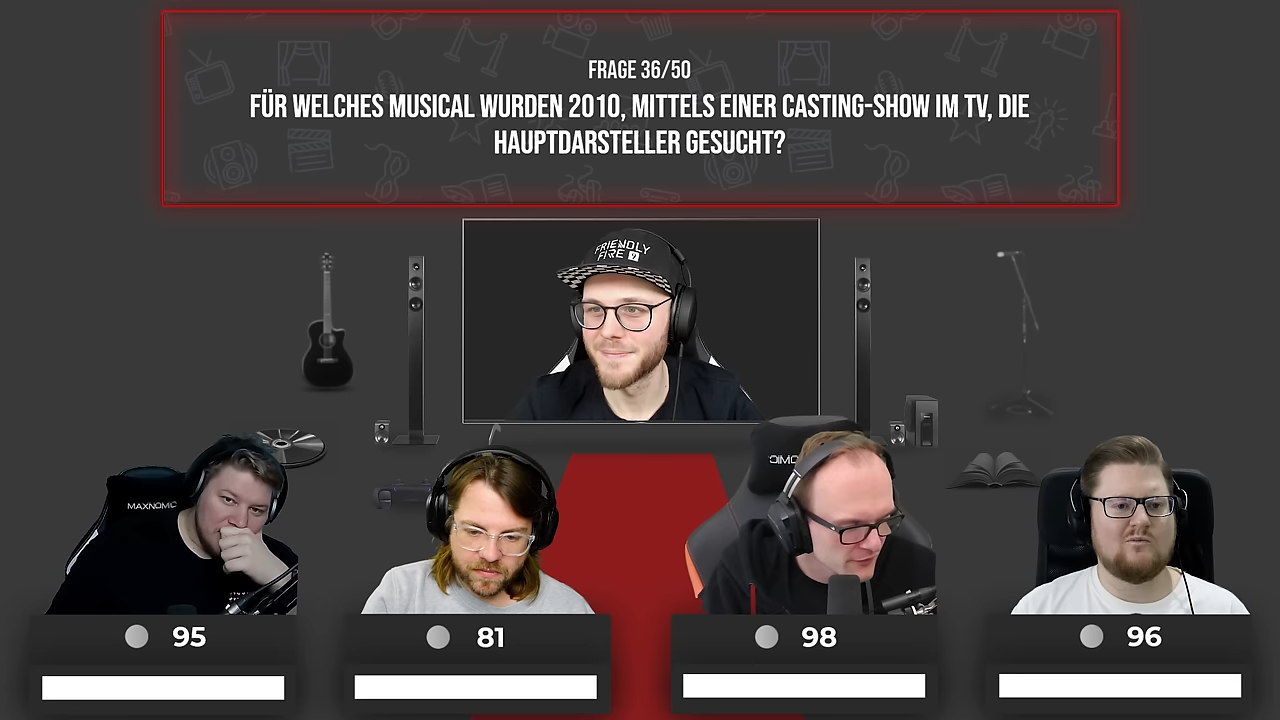 FRAGE 36/50
FÜR WELCHES MUSICAL WURDEN 2010, MITTELS EINER CASTING-SHOW IM TV, DIE
HAUPTDARSTELLER GESUCHT?
FRIENDLY
FIRE 9
MAXNOMIC
95
81
98
96